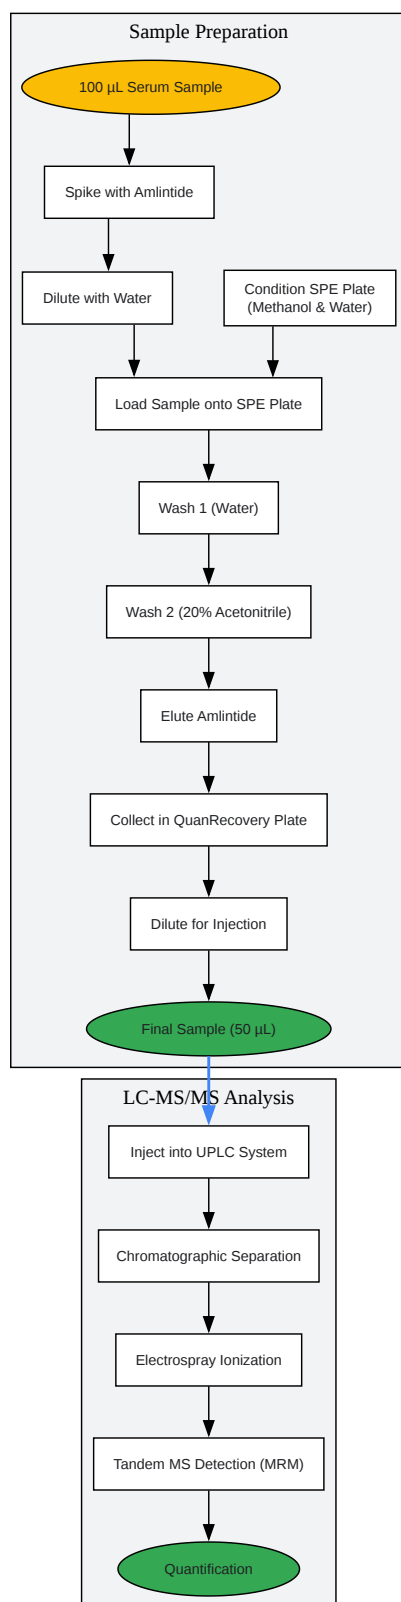 Sample Preparation
100 µL Serum Sample
Spike with Amlintide
Dilute with Water
Condition SPE Plate
(Methanol & Water)
Load Sample onto SPE Plate
Wash 1 (Water)
Wash 2 (20% Acetonitrile)
Elute Amlintide
Collect in QuanRecovery Plate
Dilute for Injection
Final Sample (50 µL)
LC-MS/MS Analysis
Inject into UPLC System
Chromatographic Separation
Electrospray Ionization
Tandem MS Detection (MRM)
Quantification